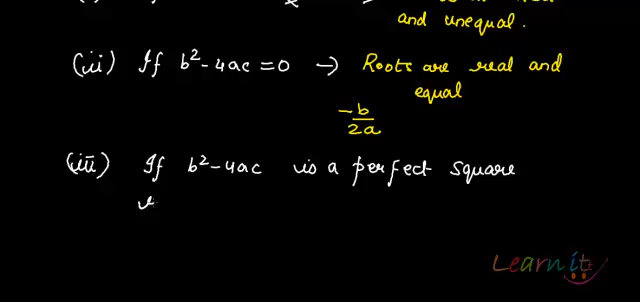 and unequal.
(iii) If b²-4ac=0 → Roots are real and
equal
-b/2a
(iii) If b²-4ac is a perfect square
Learnit